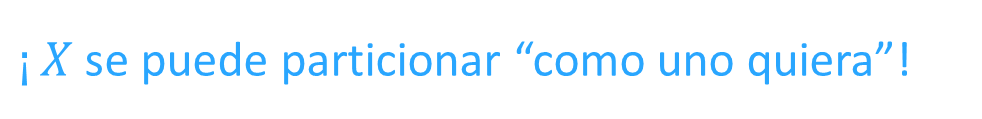 ¡ X se puede particionar “como uno quiera”!